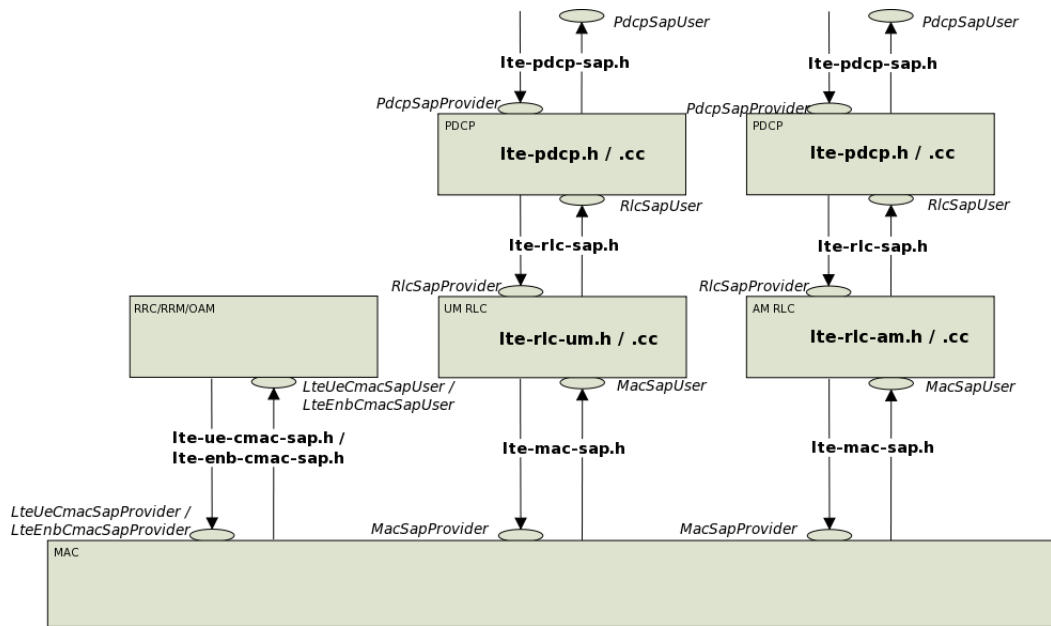 PdcpSapUser
PdcpSapUser
lte-pdcp-sap.h
lte-pdcp-sap.h
PdcpSapProvider
PdcpSapProvider
PDCP
lte-pdcp.h / .cc
PDCP
lte-pdcp.h / .cc
RlcSapUser
RlcSapUser
lte-rlc-sap.h
lte-rlc-sap.h
RlcSapProvider
RlcSapProvider
RRC/RRM/OAM
UM RLC
lte-rlc-um.h / .cc
AM RLC
lte-rlc-am.h / .cc
LteUeCmacSapUser /
LteEnbCmacSapUser
MacSapUser
MacSapUser
lte-ue-cmac-sap.h /
lte-enb-cmac-sap.h
lte-mac-sap.h
lte-mac-sap.h
LteUeCmacSapProvider /
LteEnbCmacSapProvider
MacSapProvider
MacSapProvider
MAC